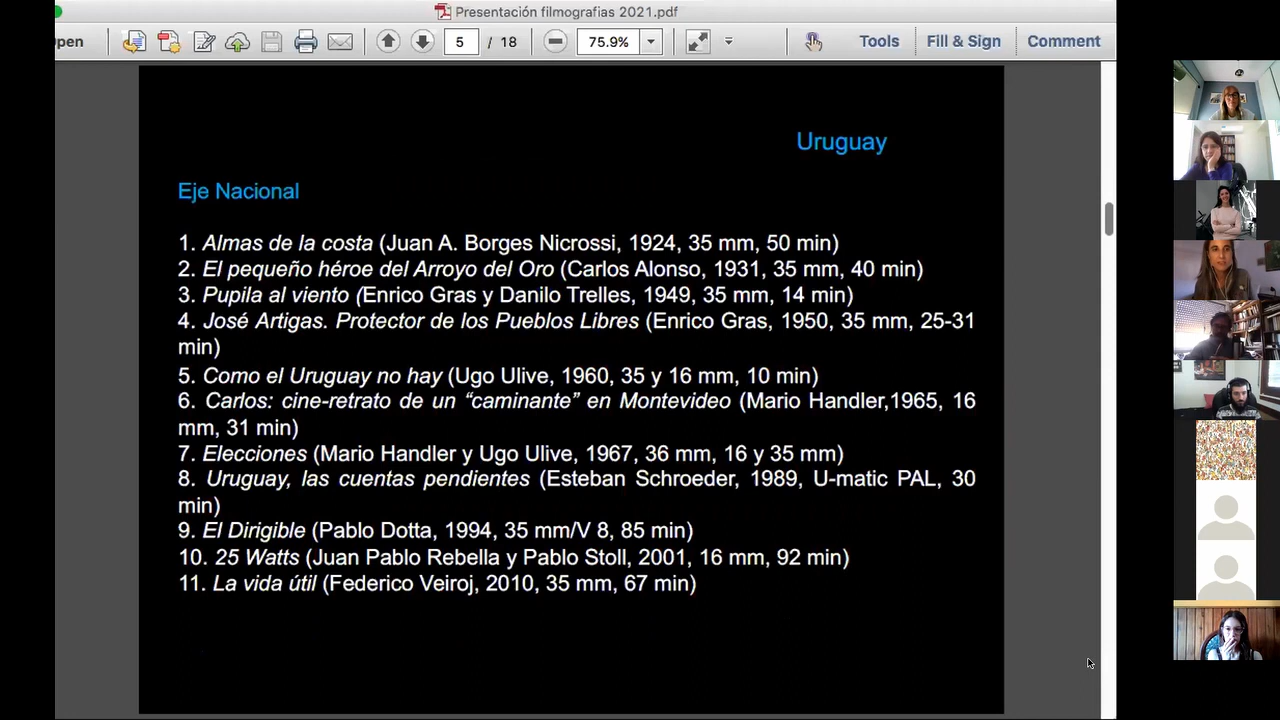 Presentación filmografias 2021.pdf
pen
5 / 18
75.9%
Tools
Fill & Sign
Comment
Uruguay
Eje Nacional
1. Almas de la costa (Juan A. Borges Nicrossi, 1924, 35 mm, 50 min)
2. El pequeño héroe del Arroyo del Oro (Carlos Alonso, 1931, 35 mm, 40 min)
3. Pupila al viento (Enrico Gras y Danilo Trelles, 1949, 35 mm, 14 min)
4. José Artigas. Protector de los Pueblos Libres (Enrico Gras, 1950, 35 mm, 25-31
min)
5. Como el Uruguay no hay (Ugo Ulive, 1960, 35 y 16 mm, 10 min)
6. Carlos: cine-retrato de un “caminante” en Montevideo (Mario Handler,1965, 16
mm, 31 min)
7. Elecciones (Mario Handler y Ugo Ulive, 1967, 36 mm, 16 y 35 mm)
8. Uruguay, las cuentas pendientes (Esteban Schroeder, 1989, U-matic PAL, 30
min)
9. El Dirigible (Pablo Dotta, 1994, 35 mm/V 8, 85 min)
10. 25 Watts (Juan Pablo Rebella y Pablo Stoll, 2001, 16 mm, 92 min)
11. La vida útil (Federico Veiroj, 2010, 35 mm, 67 min)